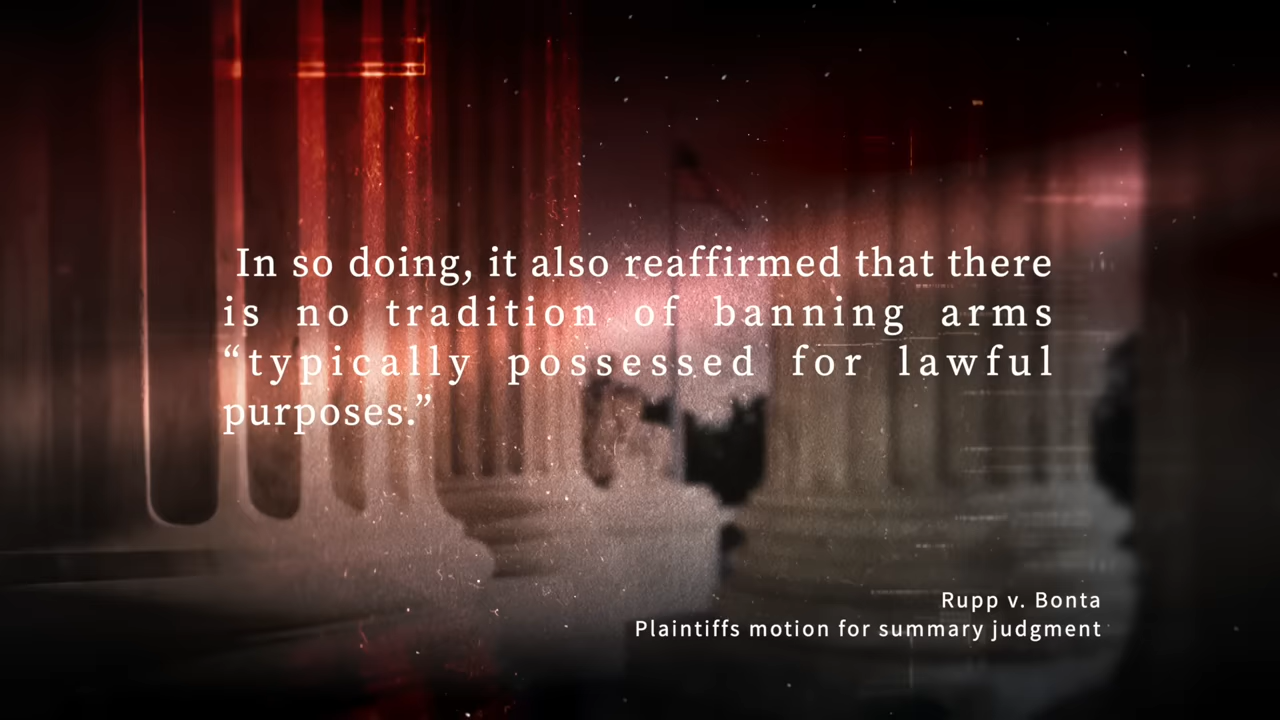 In so doing, it also reaffirmed that there
is no tradition of banning arms
“typically possessed for lawful
purposes.”
Rupp v. Bonta
Plaintiffs motion for summary judgment